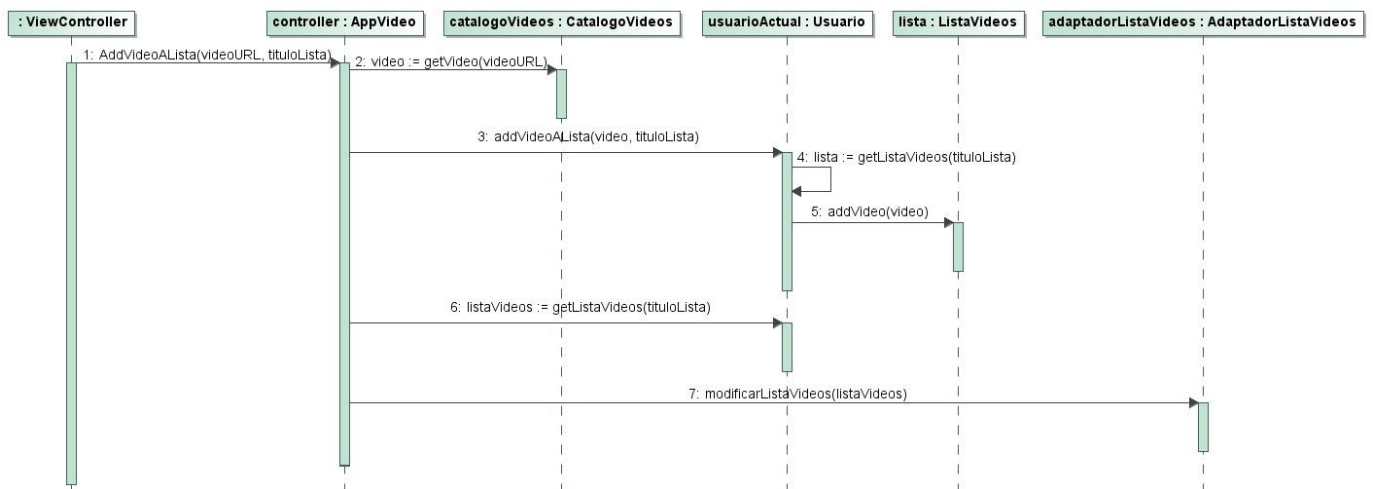 : ViewController
controller : AppVideo
catalogoVideos : CatalogoVideos
usuarioActual : Usuario
lista : ListaVideos
adaptadorListaVideos : AdaptadorListaVideos
1: AddVideoALista(videoURL, tituloLista)
2: video := getVideo(videoURL)
3: addVideoALista(video, tituloLista)
4: lista := getListaVideos(tituloLista)
5: addVideo(video)
6: listaVideos := getListaVideos(tituloLista)
7: modificarListaVideos(listaVideos)